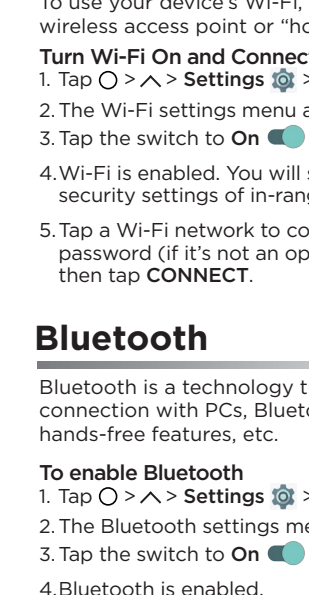 To use your device's Wi-Fi,
wireless access point or “ho
Turn Wi-Fi On and Connect
1. Tap > > Settings >
2. The Wi-Fi settings menu a
3. Tap the switch to On
4. Wi-Fi is enabled. You will s
security settings of in-rang
5. Tap a Wi-Fi network to co
password (if it's not an op
then tap CONNECT.
Bluetooth
Bluetooth is a technology t
connection with PCs, Blueto
hands-free features, etc.
To enable Bluetooth
1. Tap > > Settings >
2. The Bluetooth settings me
3. Tap the switch to On
4. Bluetooth is enabled.